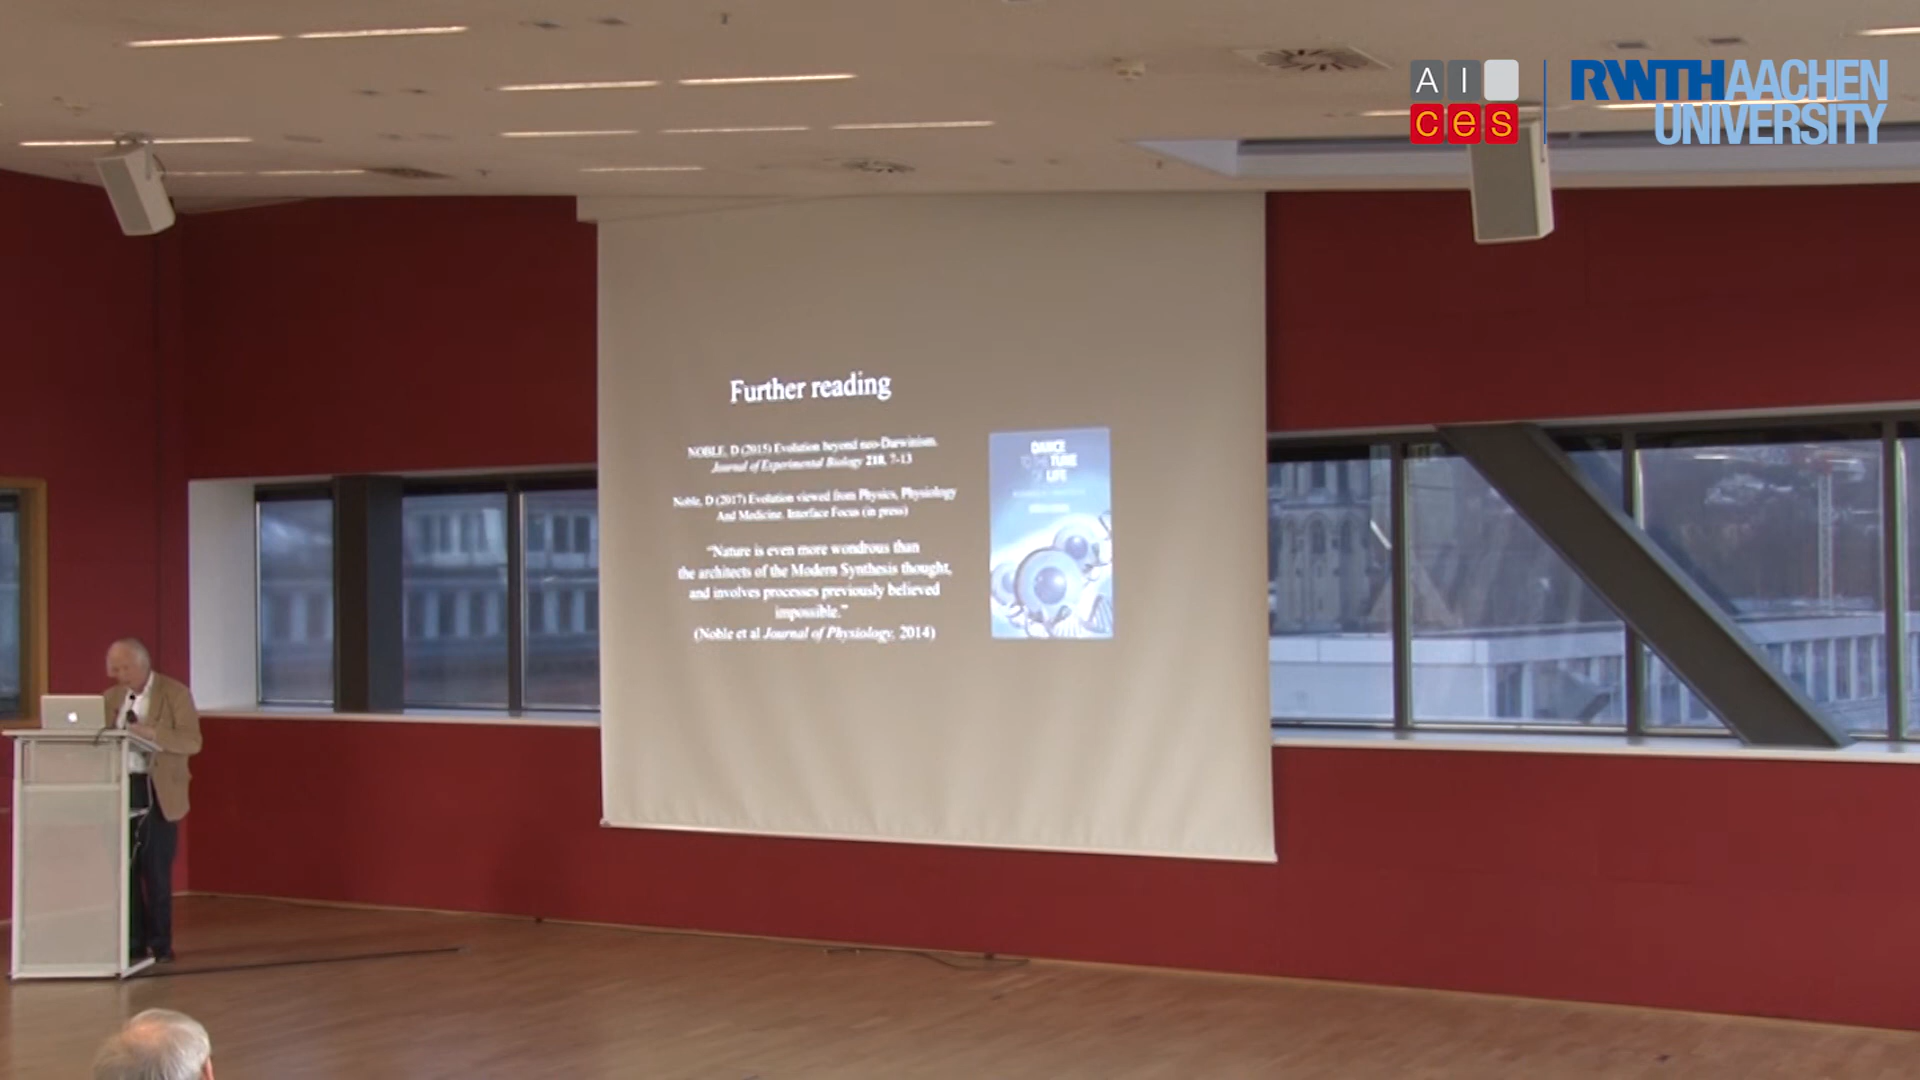 AI
ces
RWTHAACHEN
UNIVERSITY
Further reading
NOBLE, D (2015) Evolution beyond neo-Darwinism.
Journal of Experimental Biology 218, 7-13
Noble, D (2017) Evolution viewed from Physics, Physiology
And Medicine. Interface Focus (in press)
"Nature is even more wondrous than
the architects of the Modern Synthesis thought,
and involves processes previously believed
impossible."
(Noble et al Journal of Physiology, 2014)
DANCE
TO THE TUNE
OF LIFE